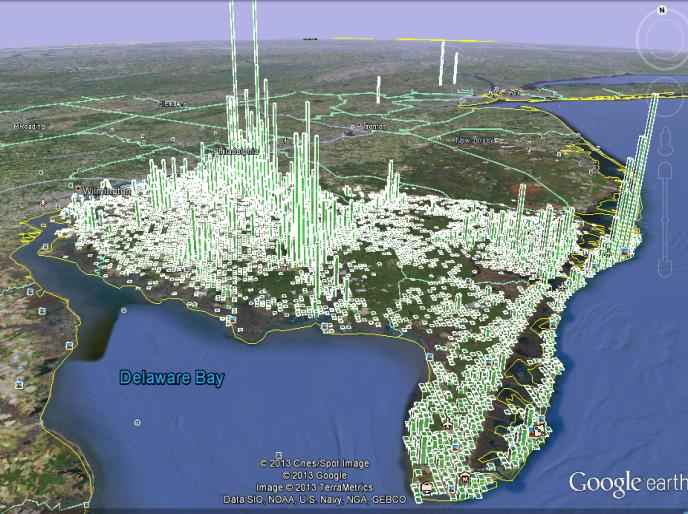 N
Reading
Trenton
New Jersey
Philadelphia
Wilmington
Delaware Bay
© 2013 Cnes/Spot Image
© 2013 Google
Image © 2013 TerraMetrics
Data SIO, NOAA, U.S. Navy, NGA, GEBCO
Google earth